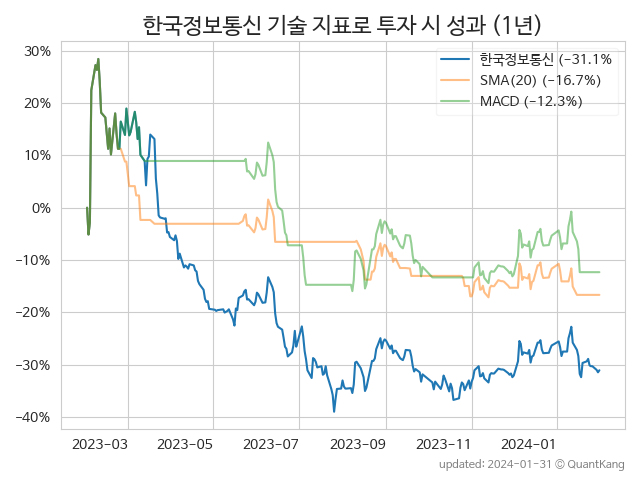 한국정보통신 기술 지표로 투자 시 성과 (1년)
30%
20%
10%
0%
−10%
−20%
−30%
−40%
한국정보통신 (−31.1%
SMA(20) (−16.7%)
MACD (−12.3%)
2023-03 2023-05 2023-07 2023-09 2023-11 2024-01
updated: 2024-01-31 © QuantKang